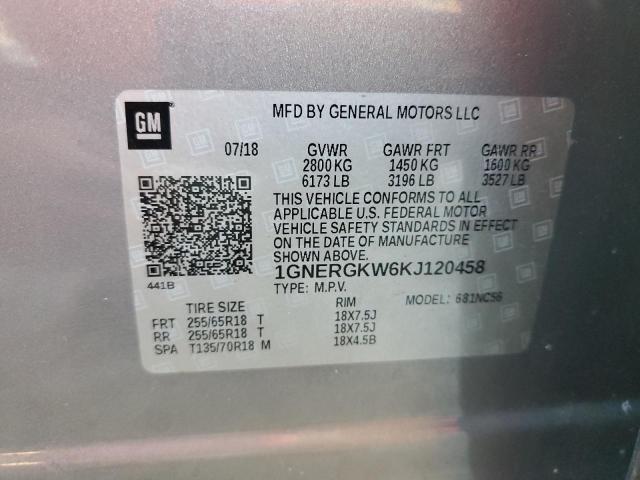 GM
MFD BY GENERAL MOTORS LLC
07/18 GVWR GAWR FRT GAWR RR
2800 KG 1450 KG 1600 KG
6173 LB 3196 LB 3527 LB
THIS VEHICLE CONFORMS TO ALL
APPLICABLE U.S. FEDERAL MOTOR
VEHICLE SAFETY STANDARDS IN EFFECT
ON THE DATE OF MANUFACTURE
SHOWN ABOVE.
441B
1GNERGKW6KJ120458
TYPE: M.P.V. MODEL: 681NC56
TIRE SIZE RIM
FRT 255/65R18 T 18X7.5J
RR 255/65R18 T 18X7.5J
SPA T135/70R18 M 18X4.5B